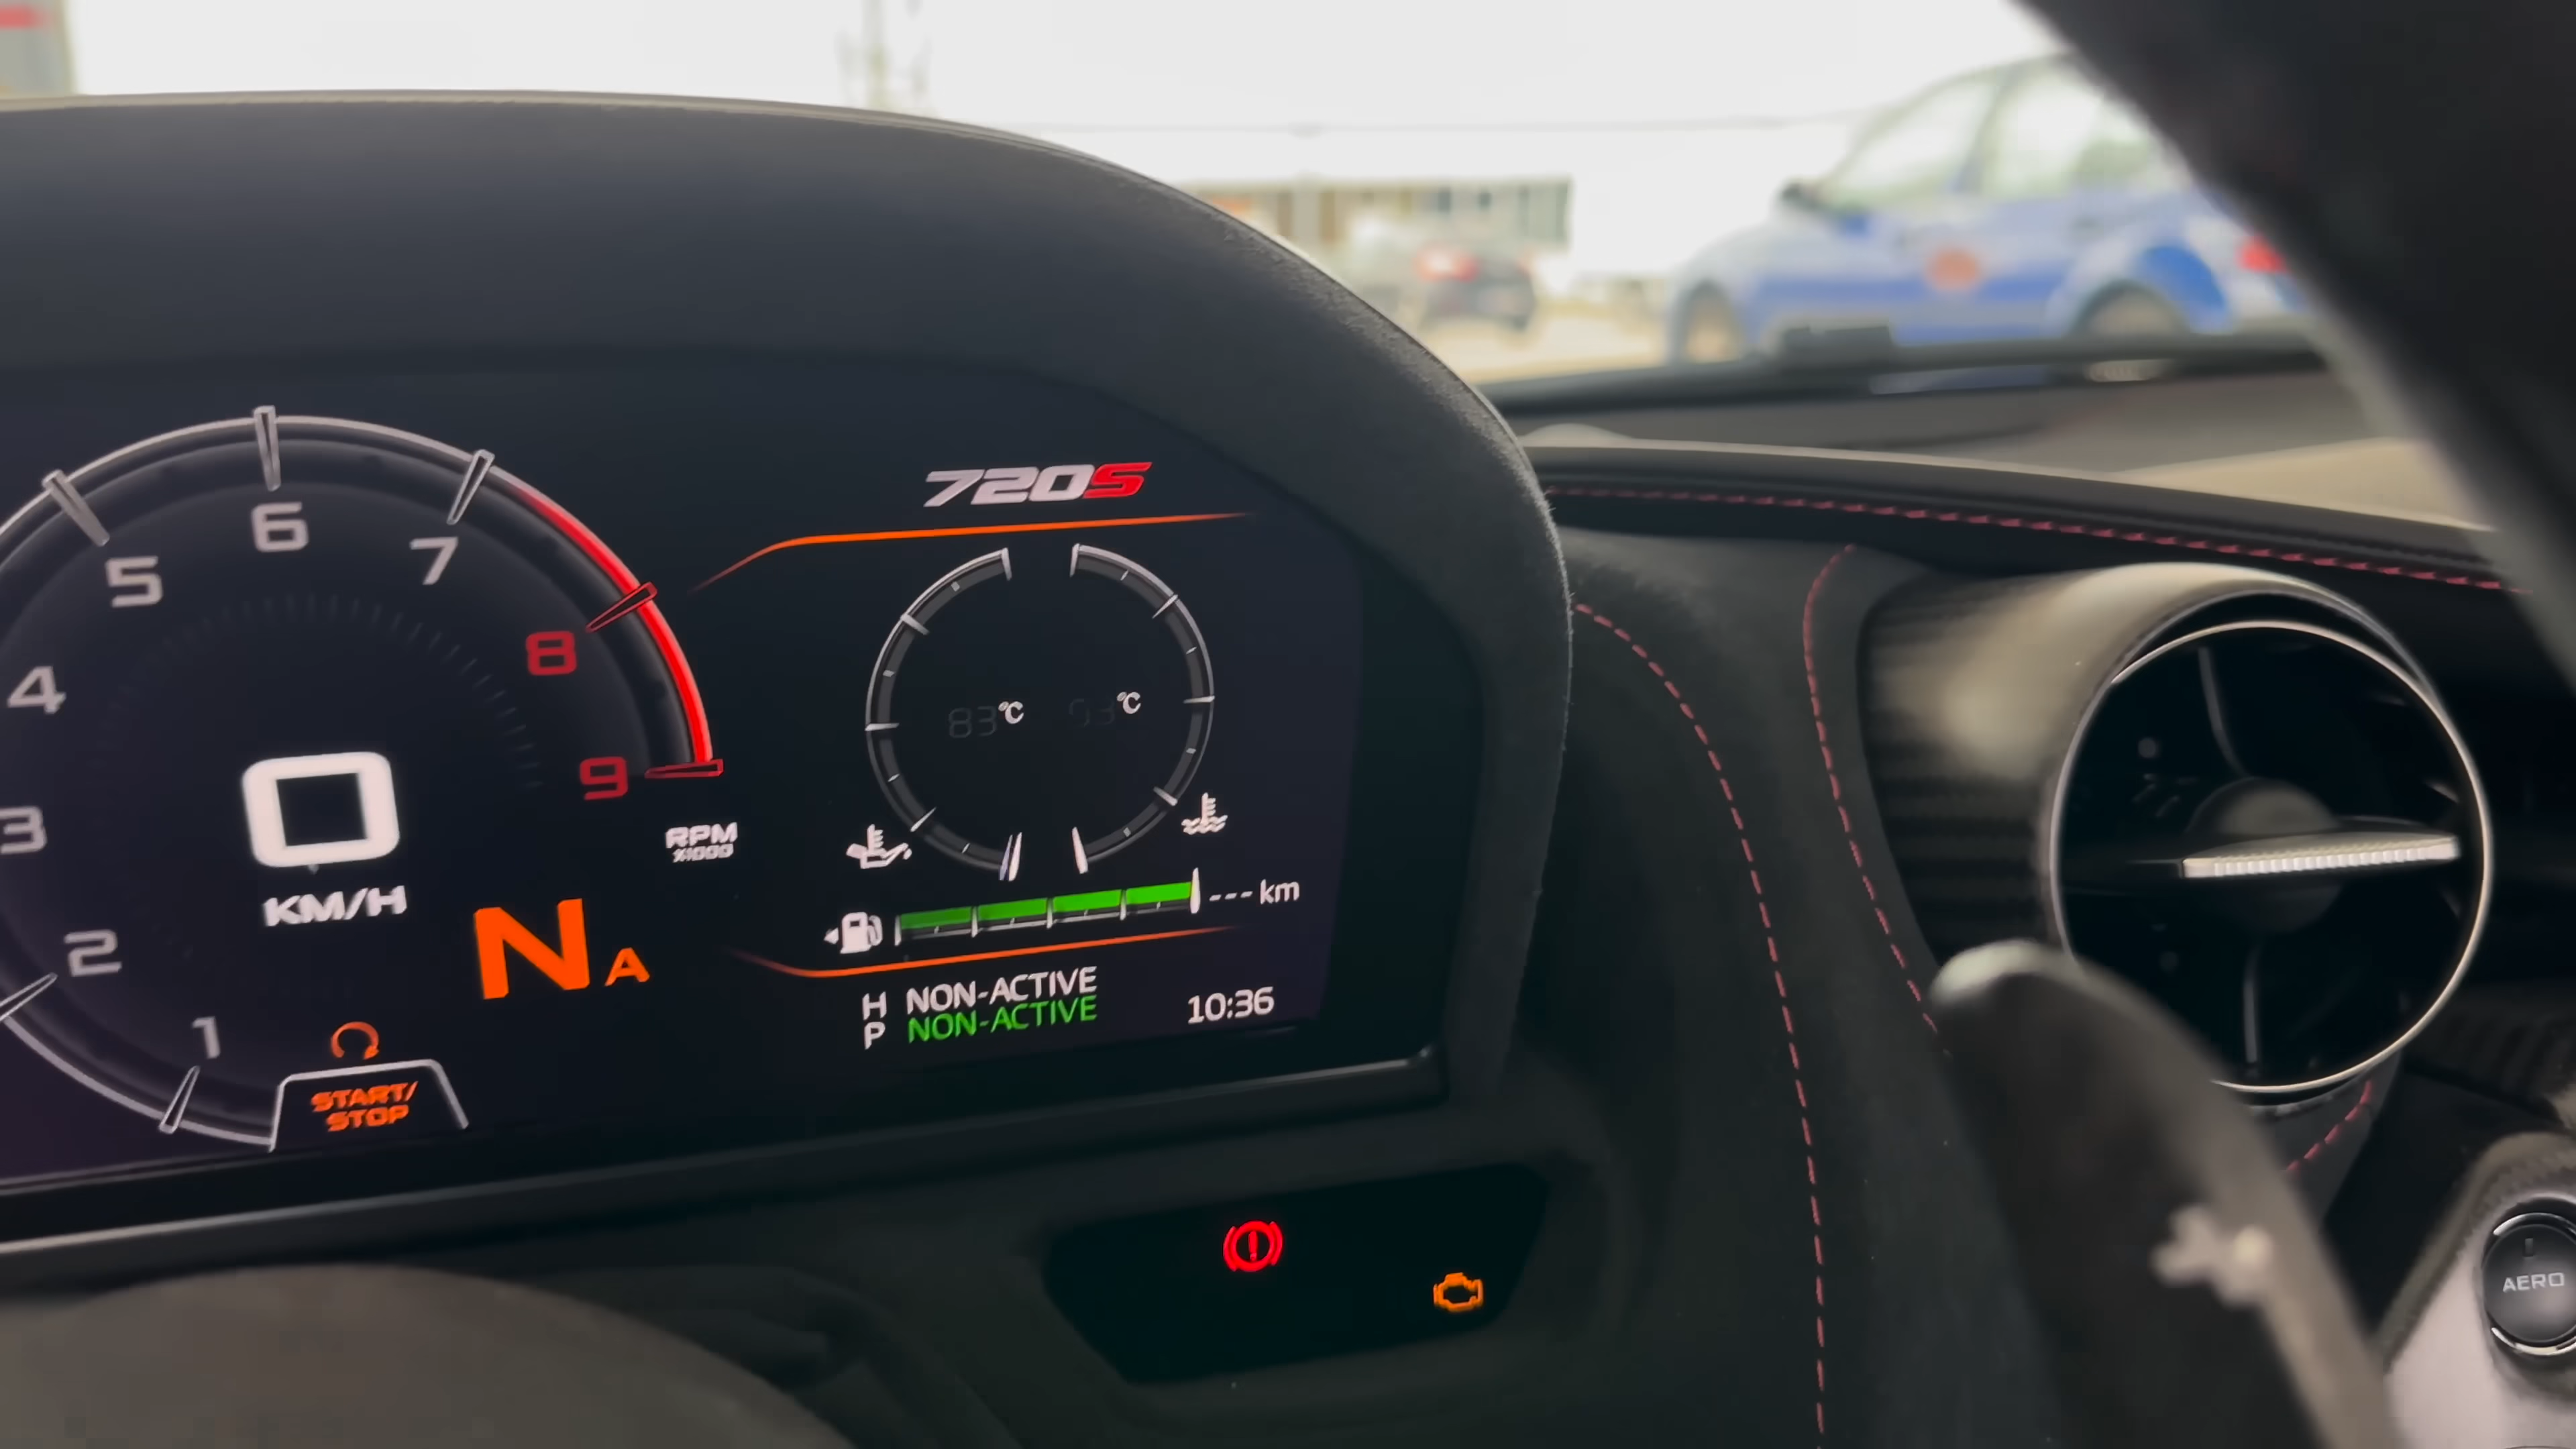 720S
6
7
5
8
4
83 °C
°C
9
0
3
RPM
X1000
KM/H
--- km
N A
2
H NON-ACTIVE
P NON-ACTIVE
10:36
1
START/
STOP
AERO